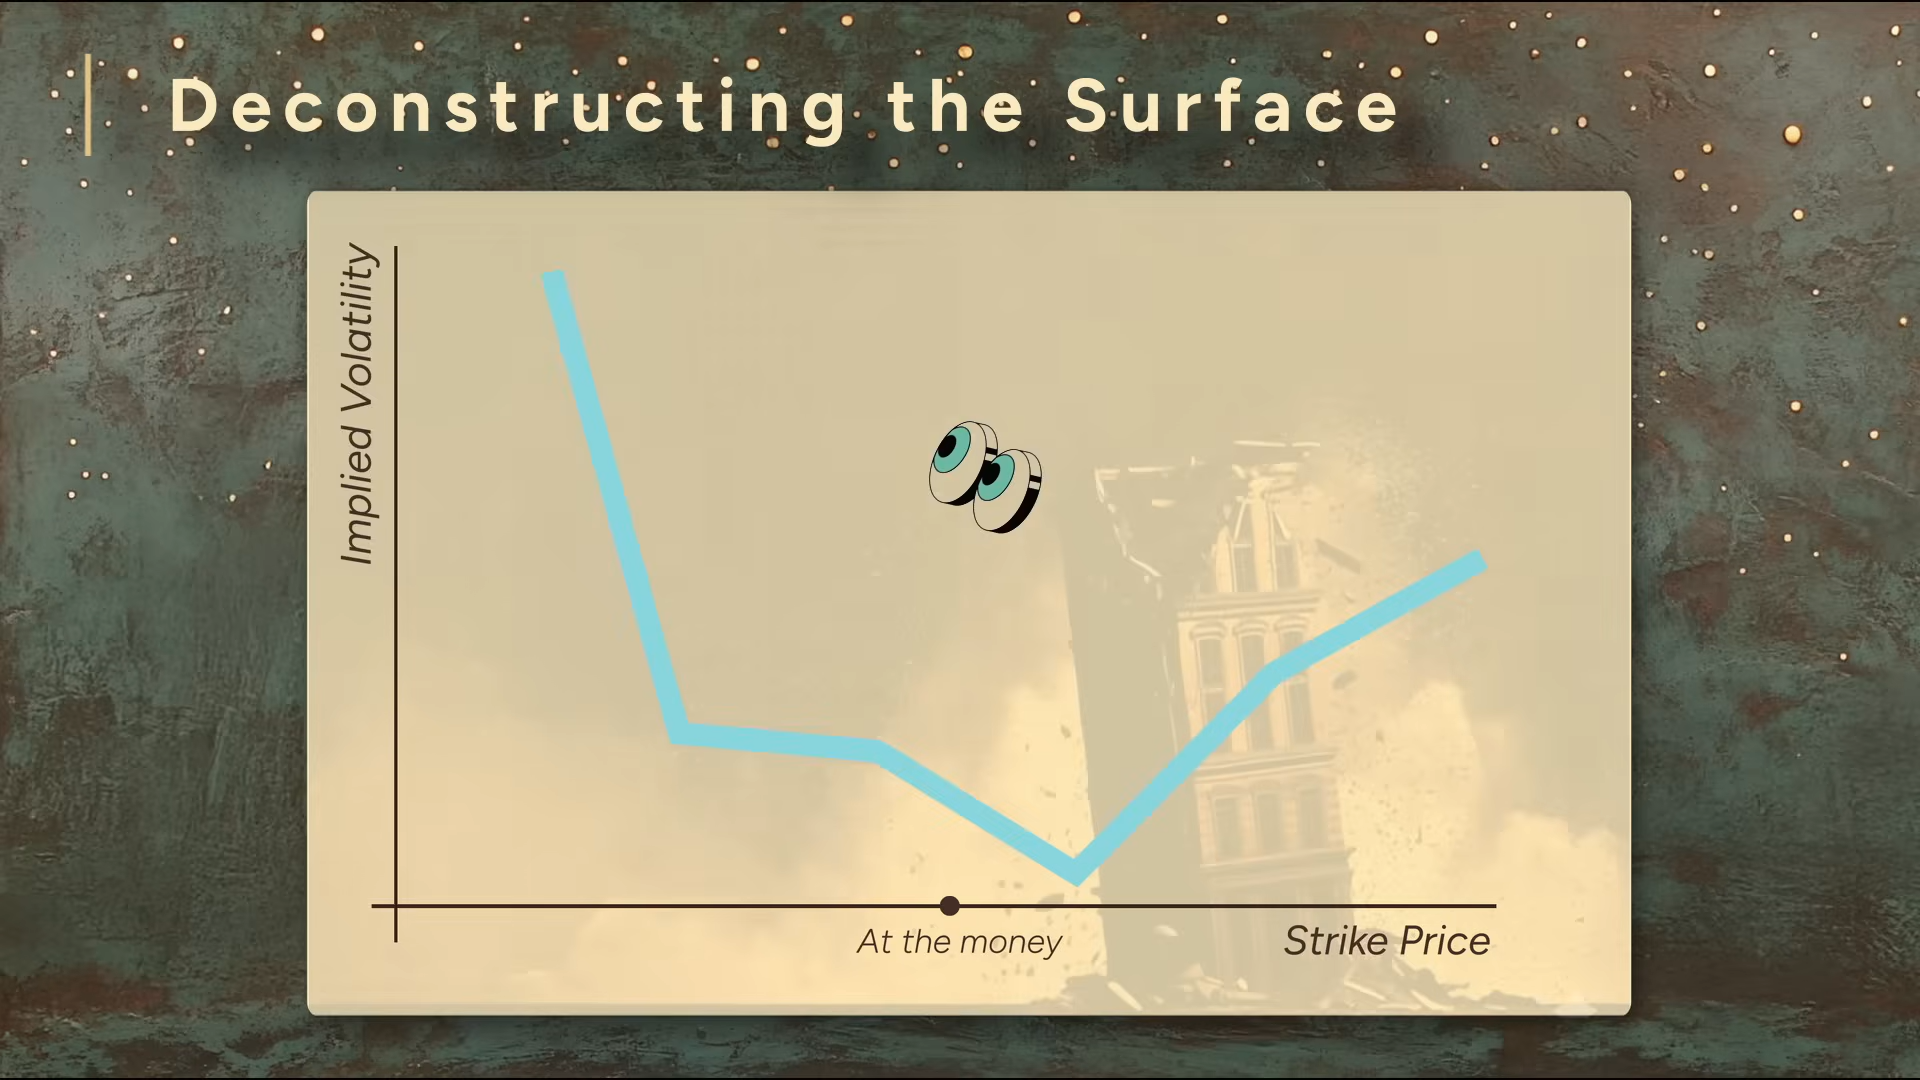 Deconstructing the Surface
Implied Volatility
At the money
Strike Price